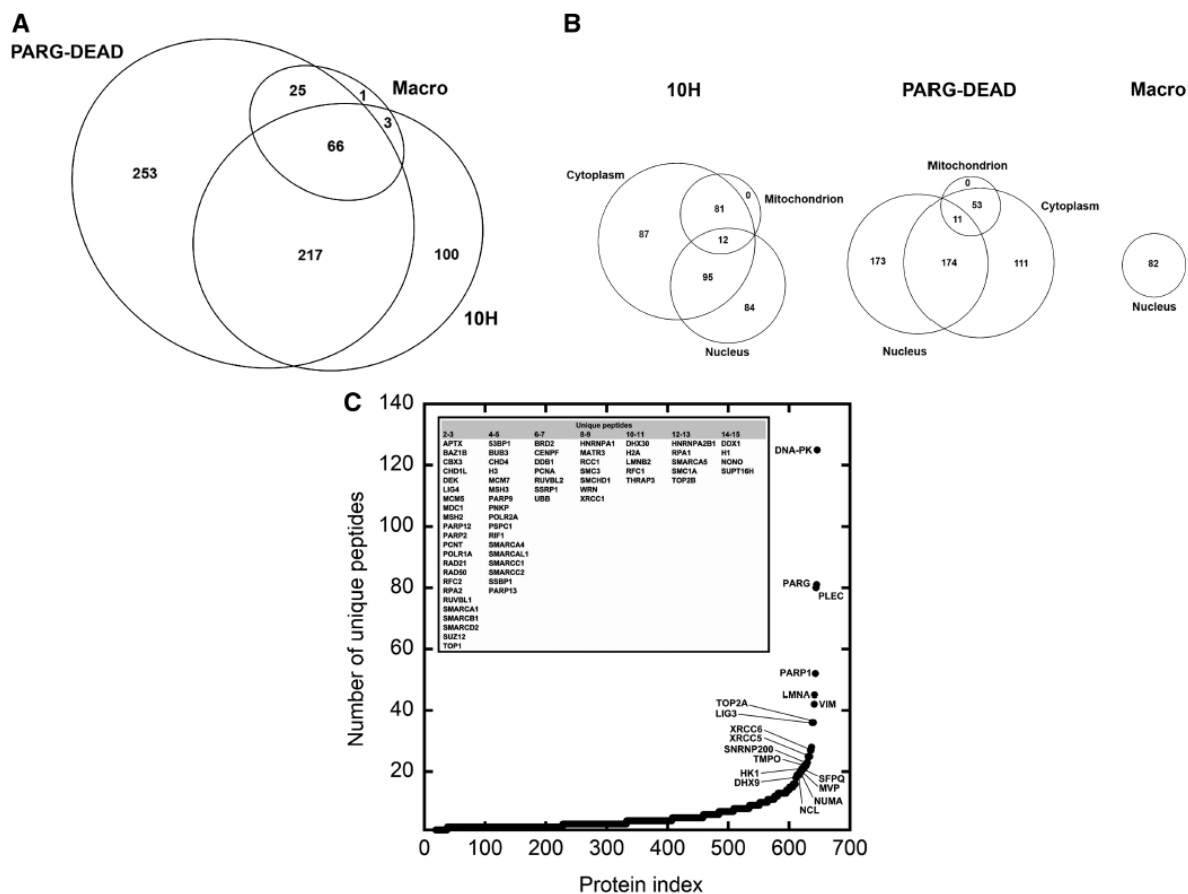 A
PARG-DEAD
25
1
Macro
3
66
253
217
100
10H
B
10H
PARG-DEAD
Macro
Cytoplasm
0
Mitochondrion
81
87
12
95
84
Nucleus
Mitochondrion
0
53
Cytoplasm
11
173
174
111
Nucleus
82
Nucleus
C
Number of unique peptides
140
120
100
80
60
40
20
0 100 200 300 400 500 600 700
Protein index
Unique peptides
2-3 4-5 6-7 8-9 10-11 12-13 14-15
APTX 53BP1 BRD2 HNRNPA1 DHX30 HNRNPA2B1 DDX1
BAZ1B BUB3 CENPF MATR3 H2A RPA1 H1
CBX3 CHD4 DDB1 RCC1 LMNB2 SMARCA5 NONO
CHD1L H3 PCNA SMC3 RFC1 SMC1A SUPT16H
DEK MCM7 RUVBL2 SMCHD1 THRAP3 TOP2B
LIG4 MSH3 SSRP1 WRN
MCM5 PARP9 UBB XRCC1
MDC1 PNKP
MSH2 POLR2A
PARP12 PSPC1
PARP2 RIF1
PCNT SMARCA4
POLR1A SMARCAL1
RAD21 SMARCC1
RAD50 SMARCC2
RFC2 SSBP1
RPA2 PARP13
RUVBL1
SMARCA1
SMARCB1
SMARCD2
SUZ12
TOP1
DNA-PK
PARG
PLEC
PARP1
LMNA
VIM
TOP2A
LIG3
XRCC6
XRCC5
SNRNP200
TMPO
HK1
DHX9
SFPQ
MVP
NUMA
NCL